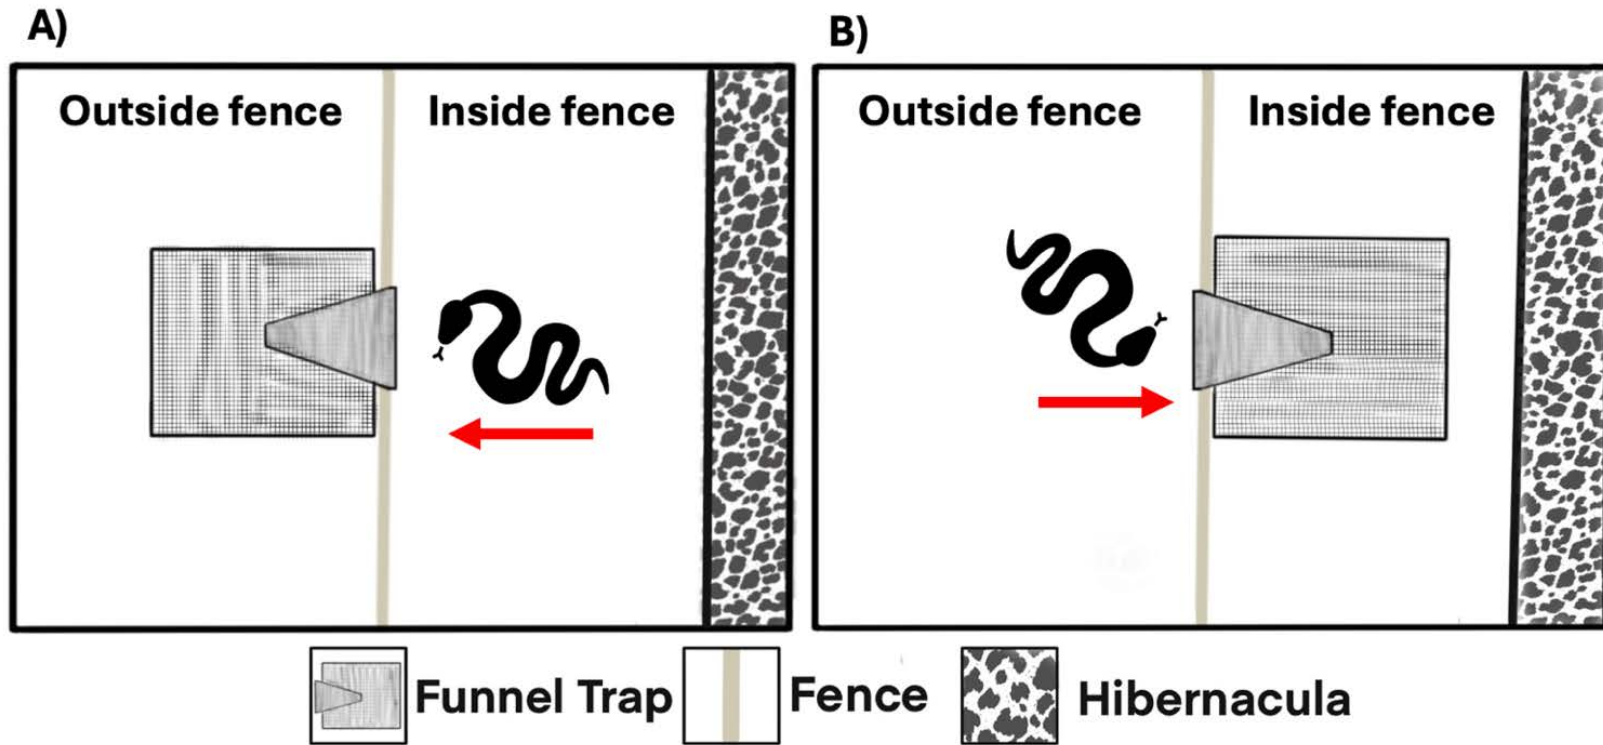 A)
B)
Outside fence
Inside fence
Outside fence
Inside fence
Funnel Trap
Fence
Hibernacula